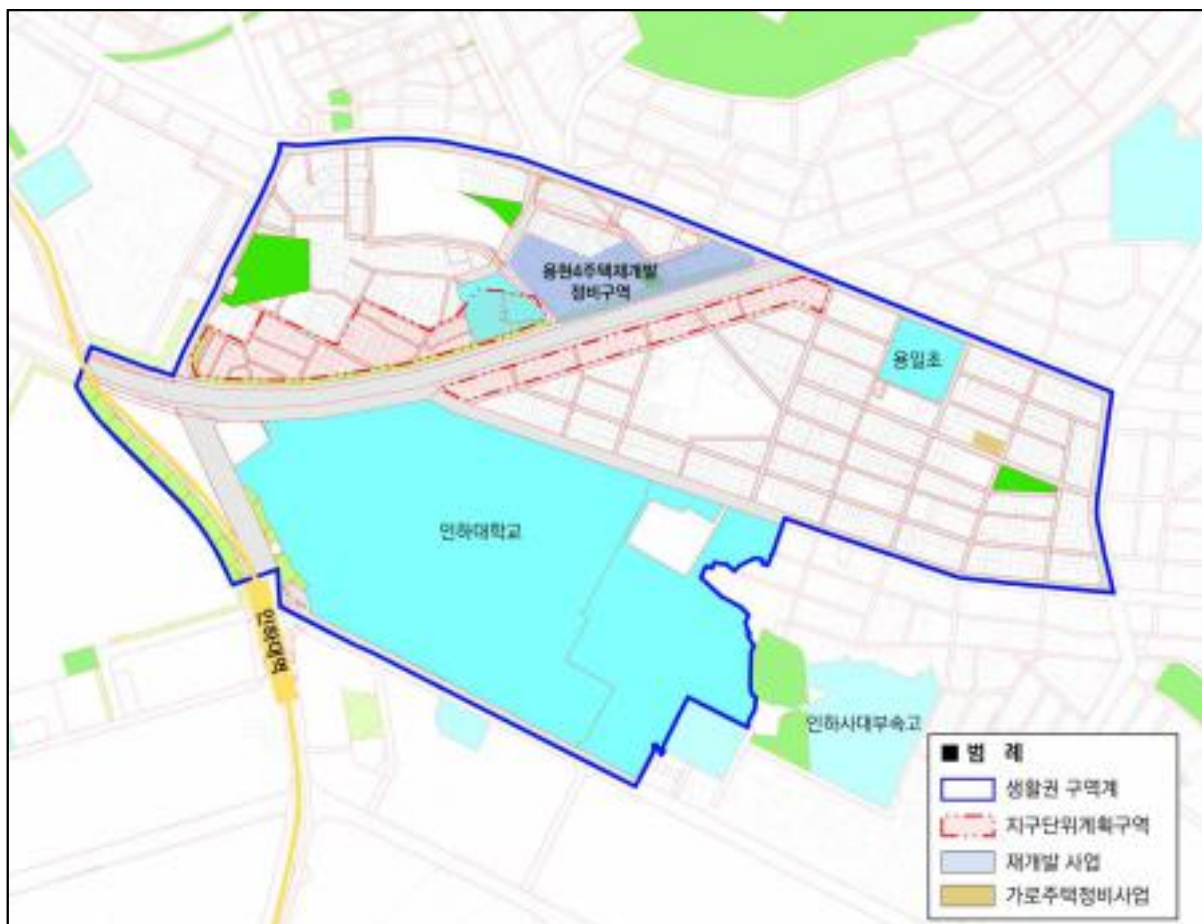 용현4주택재개발
정비구역
용일초
인하대학교
인하대역
인하사대부속고
■ 범 례
생활권 구역계
지구단위계획구역
재개발 사업
가로주택정비사업